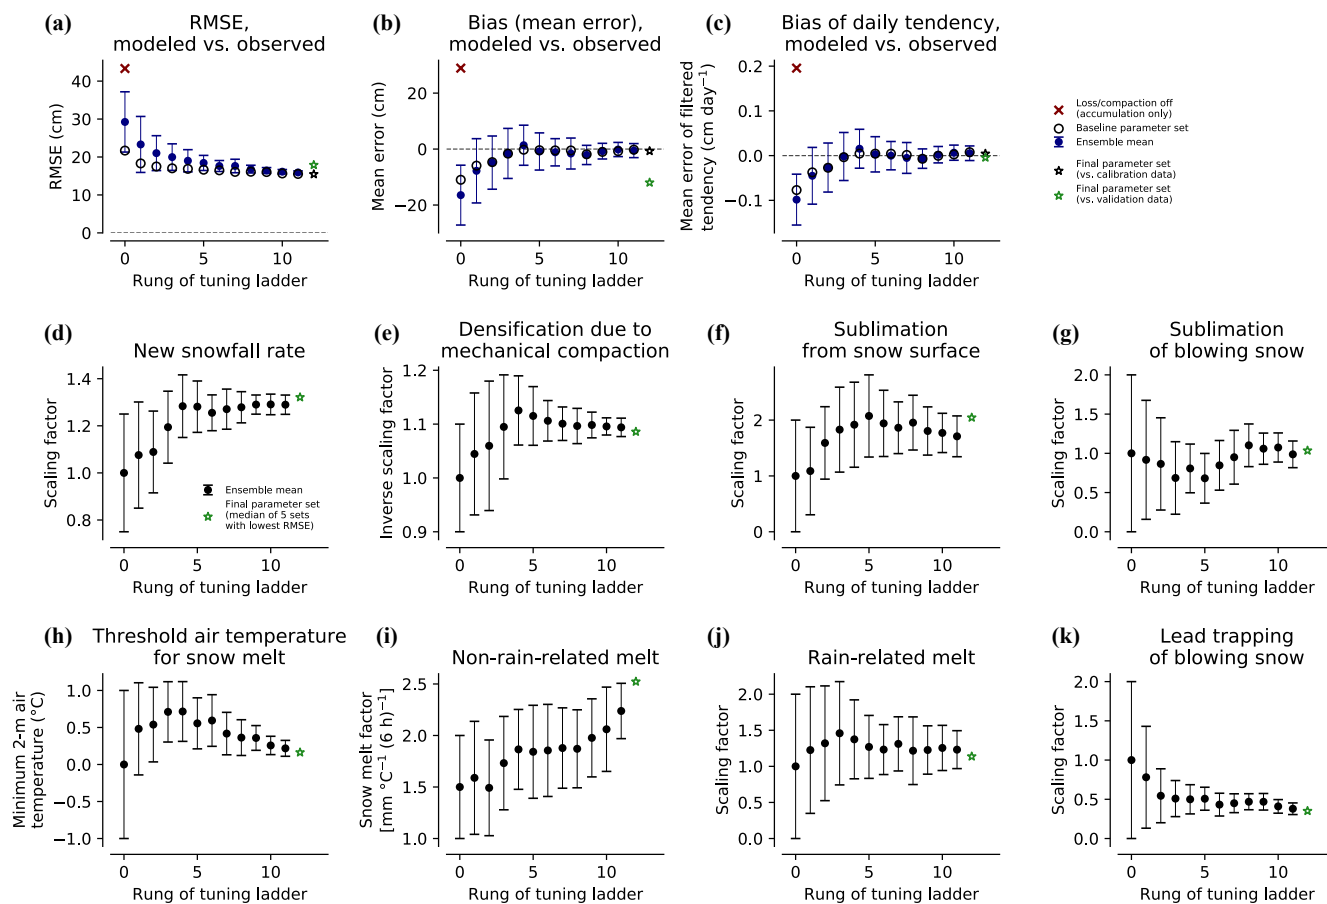 (a)
RMSE,
modeled vs. observed
RMSE (cm)
40
30
20
10
0
0
5
10
Rung of tuning ladder
(b)
Bias (mean error),
modeled vs. observed
Mean error (cm)
20
0
−20
0
5
10
Rung of tuning ladder
(c)
Bias of daily tendency,
modeled vs. observed
Mean error of filtered
tendency (cm day⁻¹)
0.2
0.1
0.0
−0.1
0
5
10
Rung of tuning ladder
Loss/compaction off
(accumulation only)
Baseline parameter set
Ensemble mean
Final parameter set
(vs. calibration data)
Final parameter set
(vs. validation data)
(d)
New snowfall rate
Scaling factor
1.4
1.2
1.0
0.8
Ensemble mean
Final parameter set
(median of 5 sets
with lowest RMSE)
0
5
10
Rung of tuning ladder
(e)
Densification due to
mechanical compaction
Inverse scaling factor
1.2
1.1
1.0
0.9
0
5
10
Rung of tuning ladder
(f)
Sublimation
from snow surface
Scaling factor
2
1
0
0
5
10
Rung of tuning ladder
(g)
Sublimation
of blowing snow
Scaling factor
2.0
1.5
1.0
0.5
0.0
0
5
10
Rung of tuning ladder
(h)
Threshold air temperature
for snow melt
Minimum 2-m air
temperature (°C)
1.0
0.5
0.0
−0.5
−1.0
0
5
10
Rung of tuning ladder
(i)
Non-rain-related melt
Snow melt factor
[mm °C⁻¹ (6 h)⁻¹]
2.5
2.0
1.5
1.0
0
5
10
Rung of tuning ladder
(j)
Rain-related melt
Scaling factor
2.0
1.5
1.0
0.5
0.0
0
5
10
Rung of tuning ladder
(k)
Lead trapping
of blowing snow
Scaling factor
2.0
1.5
1.0
0.5
0.0
0
5
10
Rung of tuning ladder